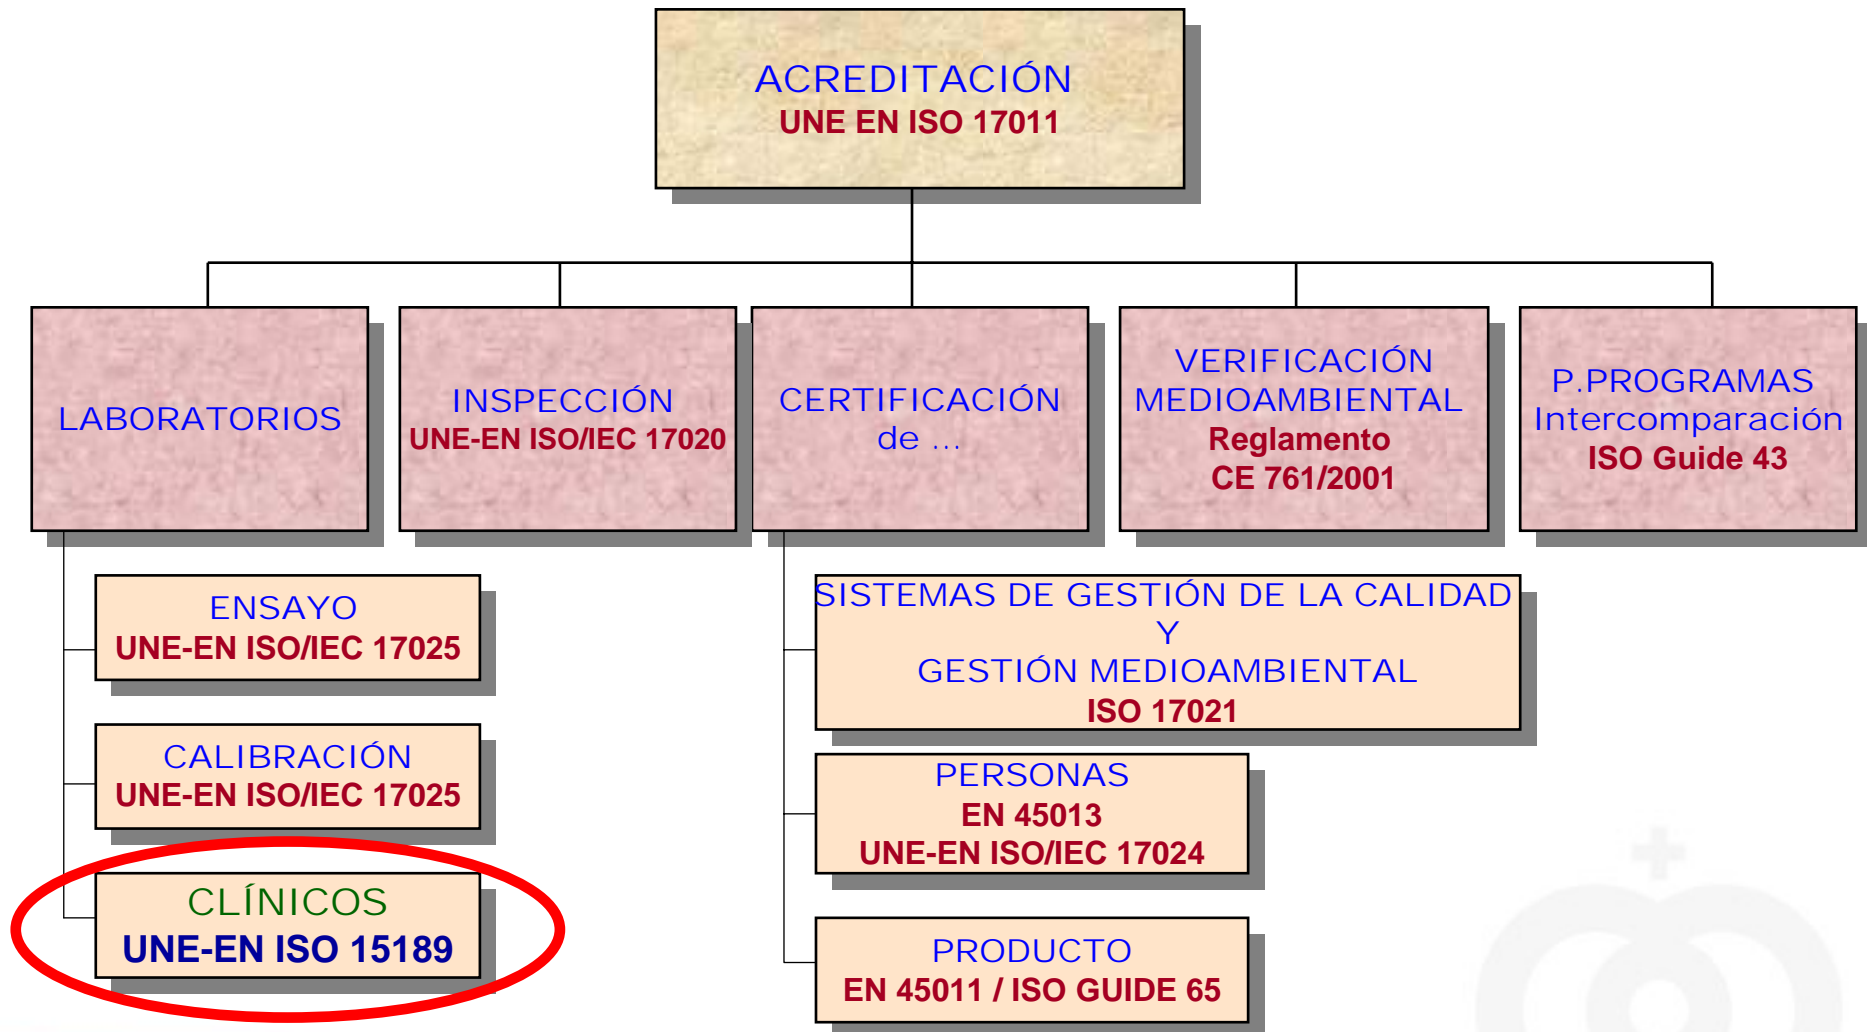 ACREDITACIÓN
UNE EN ISO 17011
LABORATORIOS
INSPECCIÓN
UNE-EN ISO/IEC 17020
CERTIFICACIÓN
de ...
VERIFICACIÓN
MEDIOAMBIENTAL
Reglamento
CE 761/2001
P.PROGRAMAS
Intercomparación
ISO Guide 43
ENSAYO
UNE-EN ISO/IEC 17025
CALIBRACIÓN
UNE-EN ISO/IEC 17025
CLÍNICOS
UNE-EN ISO 15189
SISTEMAS DE GESTIÓN DE LA CALIDAD
Y
GESTIÓN MEDIOAMBIENTAL
ISO 17021
PERSONAS
EN 45013
UNE-EN ISO/IEC 17024
PRODUCTO
EN 45011 / ISO GUIDE 65